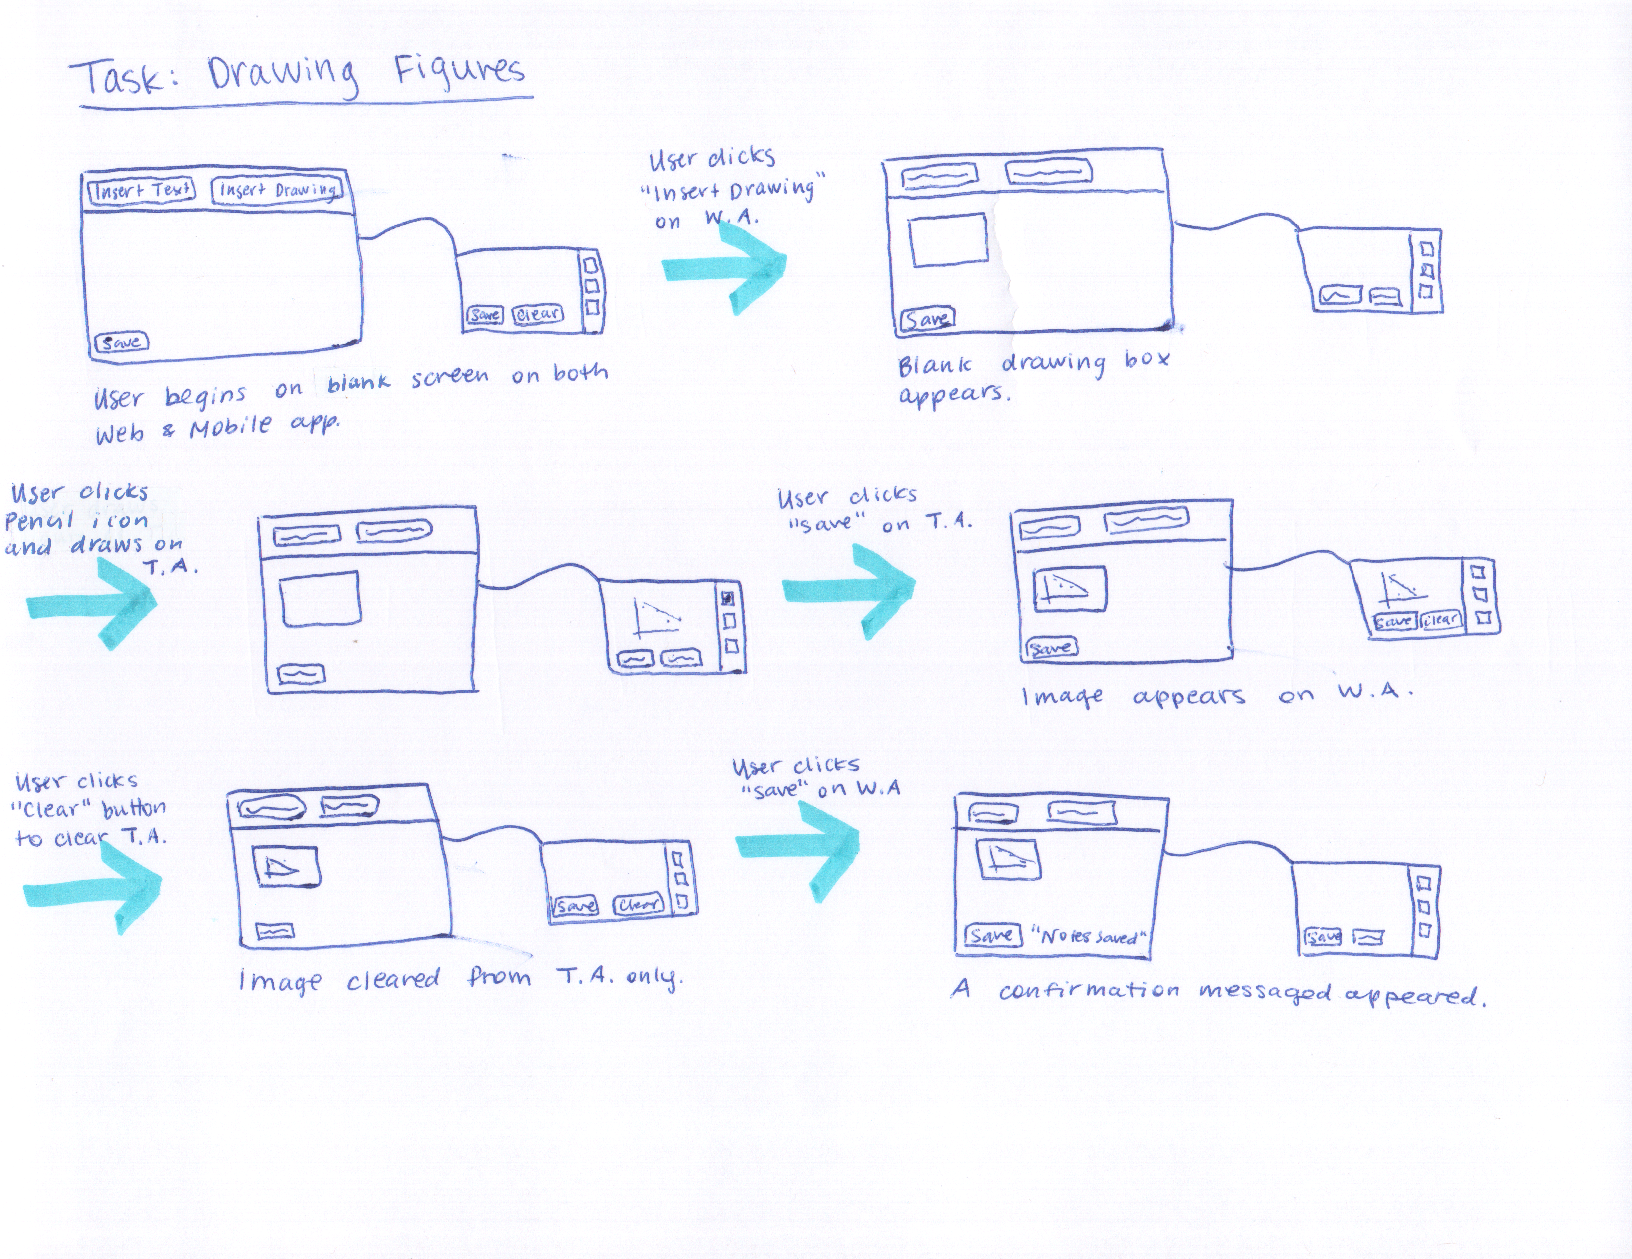 Task: Drawing Figures
Insert Text
Insert Drawing
Save
Save
Clear
User begins on blank screen on both
Web & Mobile app.
User clicks
"Insert Drawing"
on W.A.
Save
Blank drawing box
appears.
User clicks
Pencil icon
and draws on
T.A.
User clicks
"save" on T.A.
Save
Save
Clear
Image appears on W.A.
User clicks
"Clear" button
to clear T.A.
Save
Clear
Image cleared from T.A. only.
User clicks
"save" on W.A
Save
"Notes Saved"
Save
A confirmation messaged appeared.